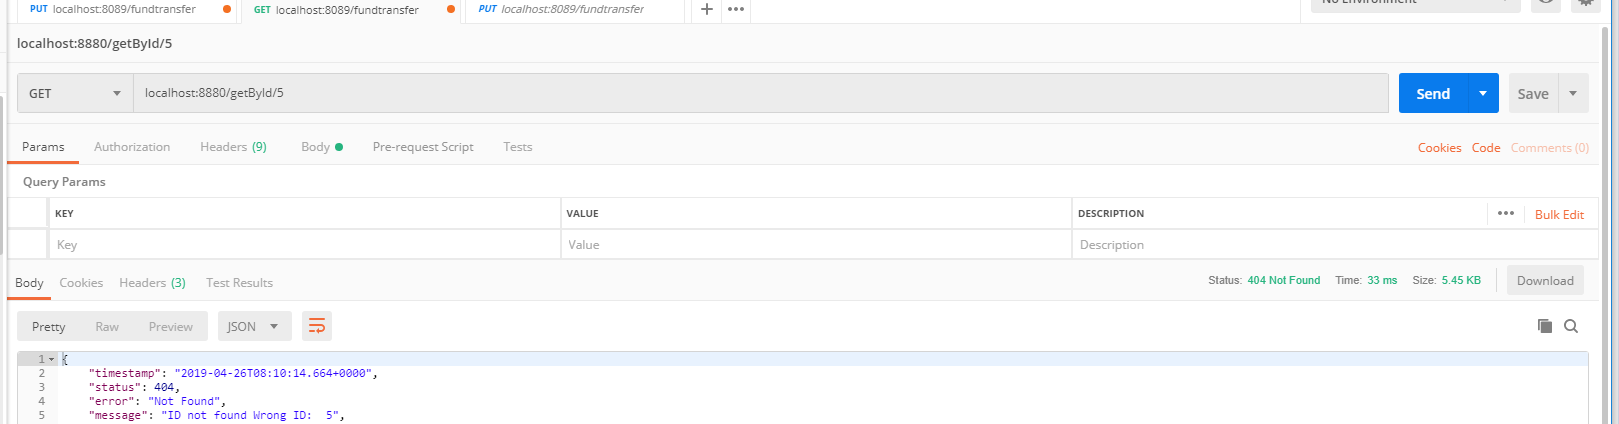 PUT localhost:8089/fundtransfer GET localhost:8089/fundtransfer PUT localhost:8089/fundtransfer + ••• No Environment
localhost:8880/getById/5
GET localhost:8880/getById/5 Send Save
Params Authorization Headers (9) Body Pre-request Script Tests Cookies Code Comments (0)
Query Params
KEY VALUE DESCRIPTION ••• Bulk Edit
Key Value Description
Body Cookies Headers (3) Test Results Status: 404 Not Found Time: 33 ms Size: 5.45 KB Download
Pretty Raw Preview JSON
1 {
2 "timestamp": "2019-04-26T08:10:14.664+0000",
3 "status": 404,
4 "error": "Not Found",
5 "message": "ID not found Wrong ID:  5",